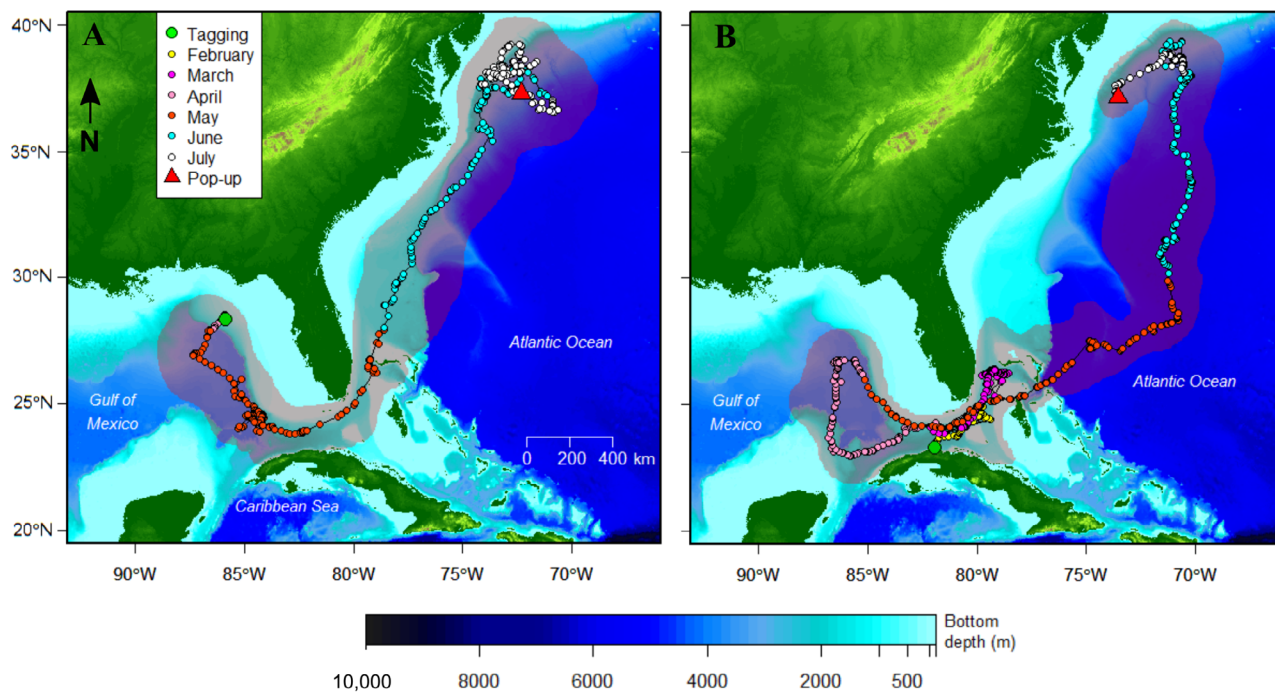 40°N
35°N
30°N
25°N
20°N
A
N
Tagging
February
March
April
May
June
July
Pop-up
B
Atlantic Ocean
Gulf of
Mexico
0 200 400 km
Caribbean Sea
Gulf of
Mexico
Atlantic Ocean
90°W 85°W 80°W 75°W 70°W
90°W 85°W 80°W 75°W 70°W
Bottom
depth (m)
10,000 8000 6000 4000 2000 500